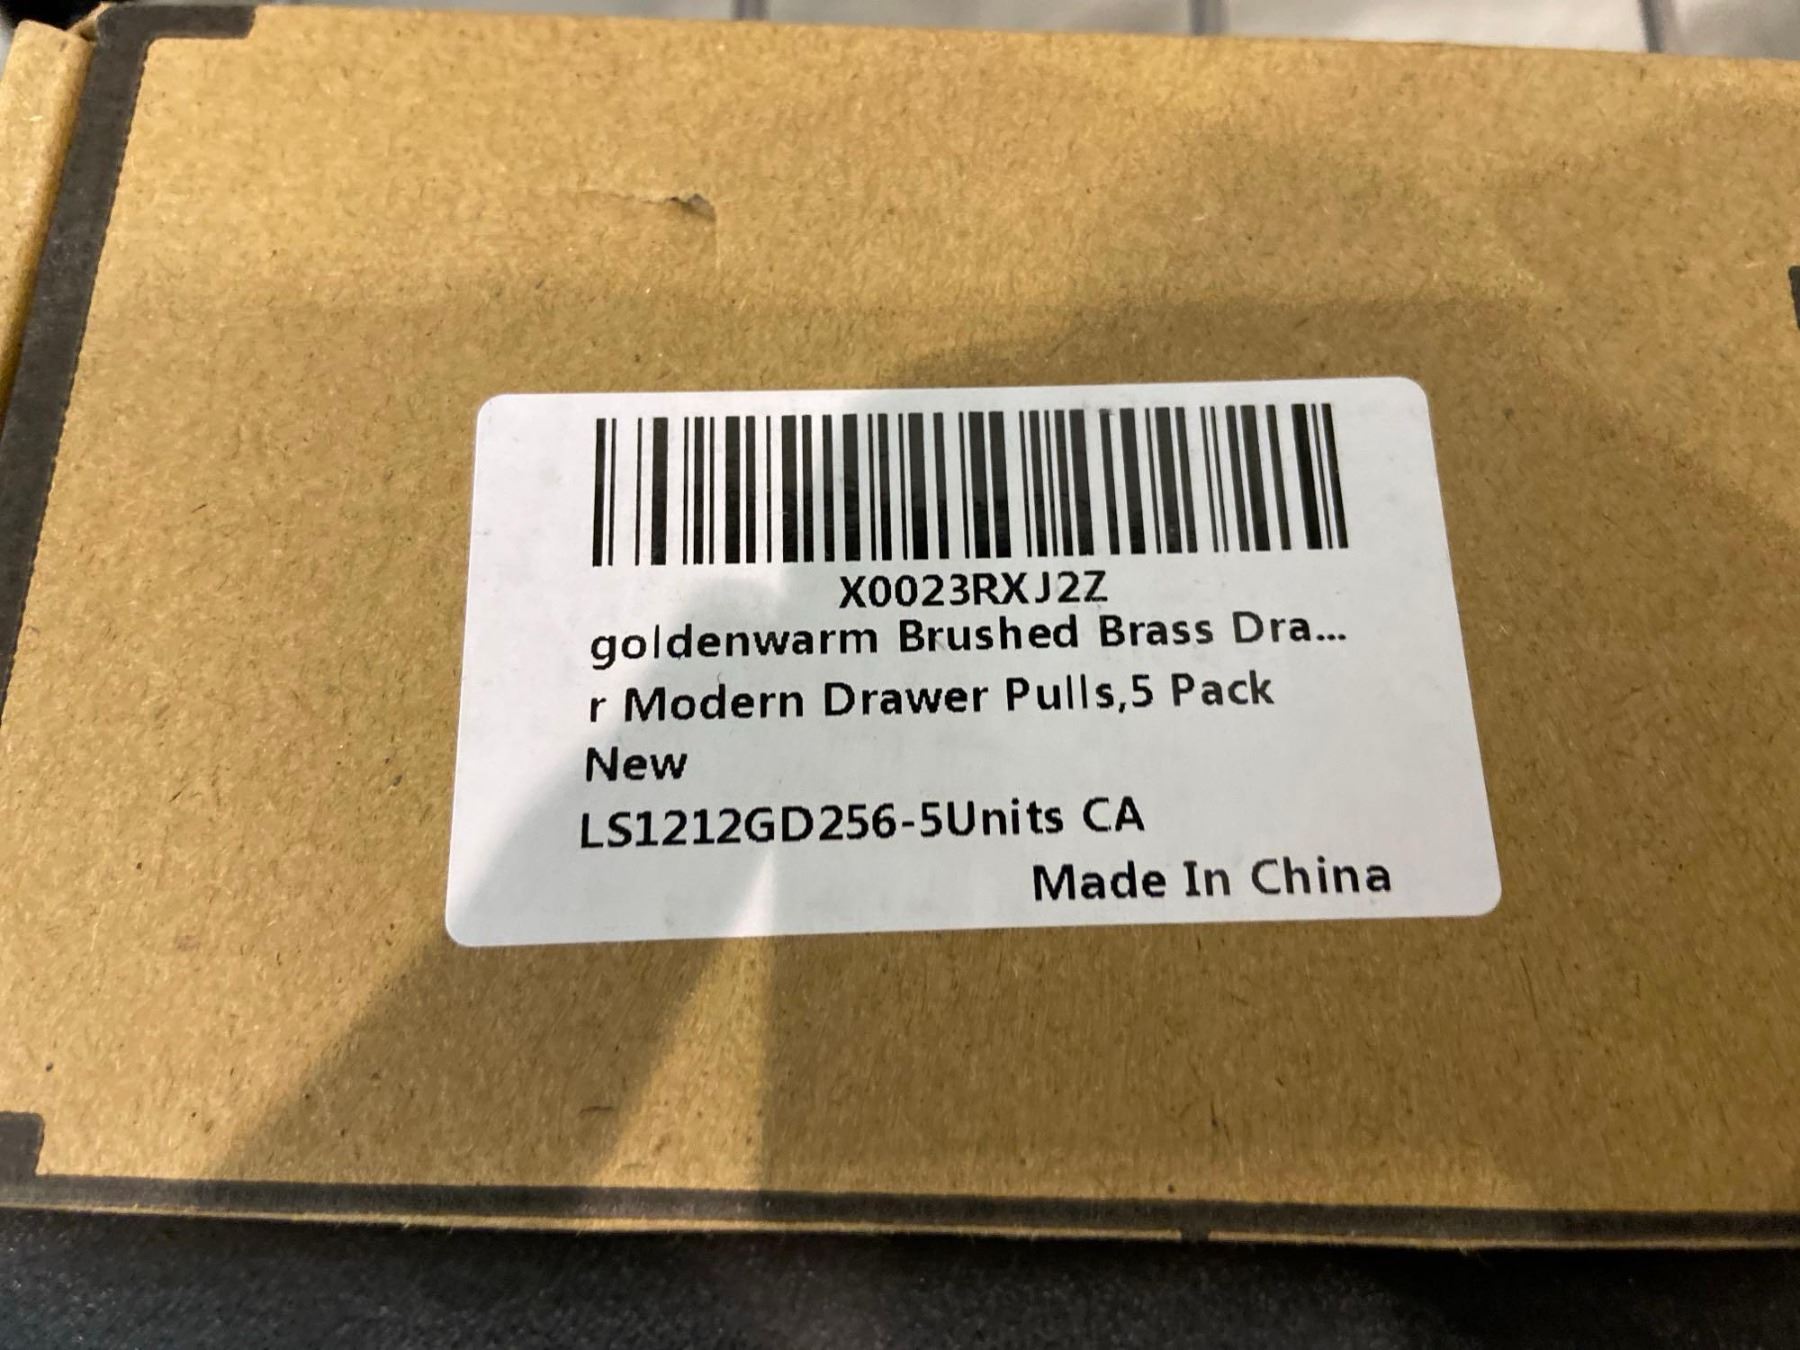 X0023RXJ2Z
goldenwarm Brushed Brass Dra...
r Modern Drawer Pulls,5 Pack
New
LS1212GD256-5Units CA
Made In China